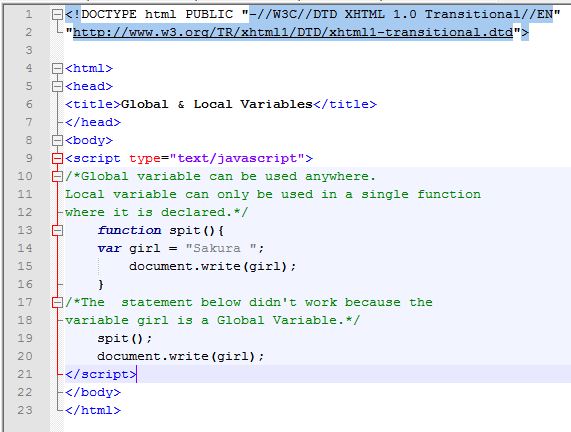 1 <!DOCTYPE html PUBLIC "-//W3C//DTD XHTML 1.0 Transitional//EN"
2 "http://www.w3.org/TR/xhtml1/DTD/xhtml1-transitional.dtd">
3
4 <html>
5 <head>
6 <title>Global & Local Variables</title>
7 </head>
8 <body>
9 <script type="text/javascript">
10 /*Global variable can be used anywhere.
11 Local variable can only be used in a single function
12 where it is declared.*/
13     function spit(){
14     var girl = "Sakura ";
15         document.write(girl);
16     }
17 /*The  statement below didn't work because the
18 variable girl is a Global Variable.*/
19     spit();
20     document.write(girl);
21 </script>
22 </body>
23 </html>